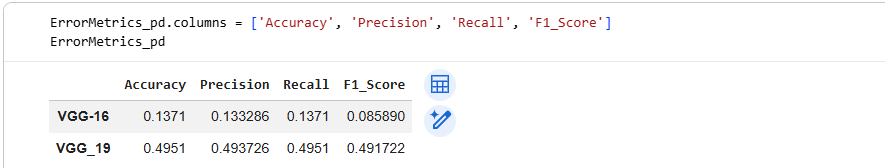 ErrorMetrics_pd.columns = ['Accuracy', 'Precision', 'Recall', 'F1_Score']
ErrorMetrics_pd
Accuracy Precision Recall F1_Score
VGG-16 0.1371 0.133286 0.1371 0.085890
VGG_19 0.4951 0.493726 0.4951 0.491722